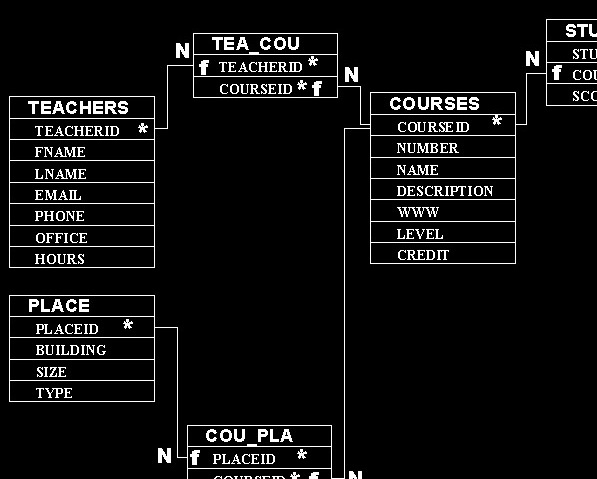 STU
N TEA_COU
f TEACHERID *
COURSEID * f N
N STU
f COU
SCO
TEACHERS
TEACHERID *
FNAME
LNAME
EMAIL
PHONE
OFFICE
HOURS
COURSES
COURSEID *
NUMBER
NAME
DESCRIPTION
WWW
LEVEL
CREDIT
PLACE
PLACEID *
BUILDING
SIZE
TYPE
COU_PLA
N f PLACEID *
COURSEID * f N